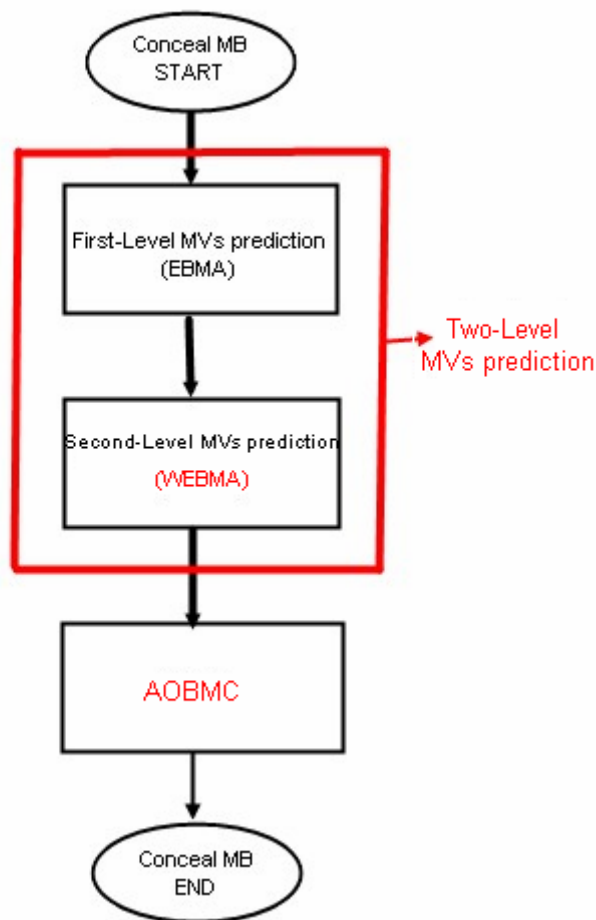 Conceal MB
START
First-Level MVs prediction
(EBMA)
Two-Level
MVs prediction
Second-Level MVs prediction
(WEBMA)
AOBMC
Conceal MB
END